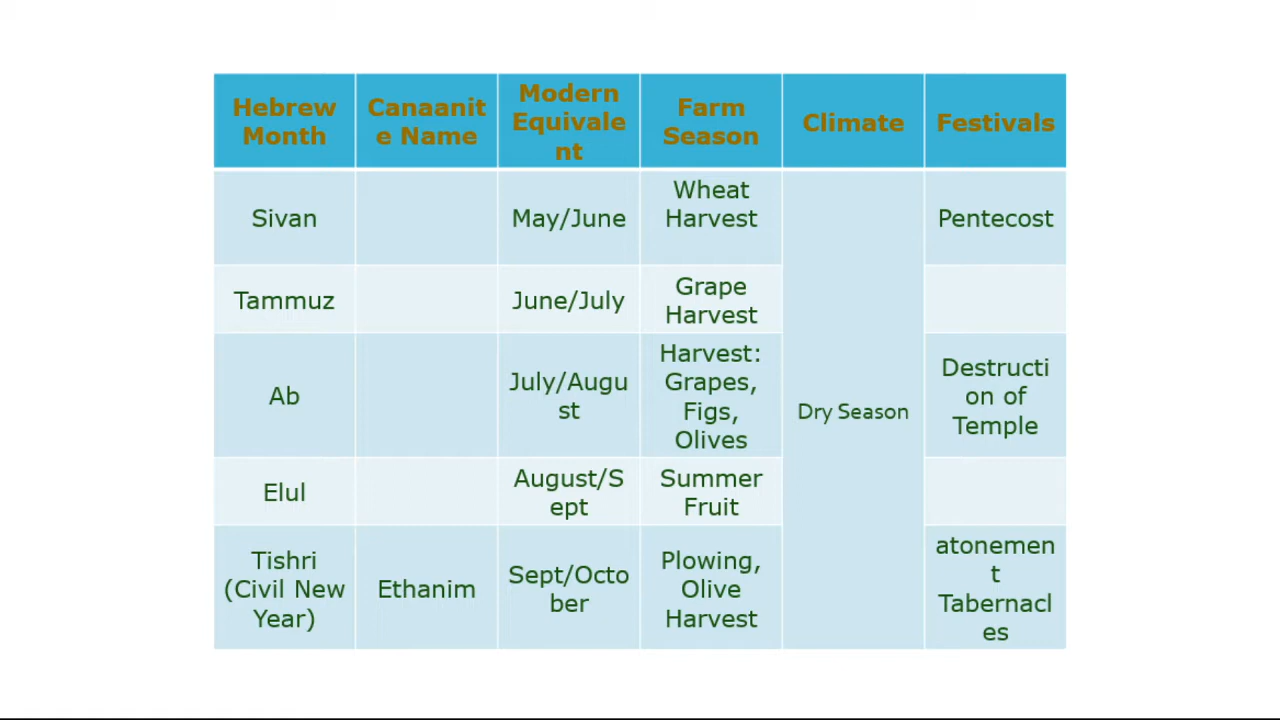 Hebrew
Month
Canaanit
e Name
Modern
Equivale
nt
Farm
Season
Climate
Festivals
Sivan
May/June
Wheat
Harvest
Dry Season
Pentecost
Tammuz
June/July
Grape
Harvest
Ab
July/Augu
st
Harvest:
Grapes,
Figs,
Olives
Destructi
on of
Temple
Elul
August/S
ept
Summer
Fruit
Tishri
(Civil New
Year)
Ethanim
Sept/Octo
ber
Plowing,
Olive
Harvest
atonemen
t
Tabernacl
es